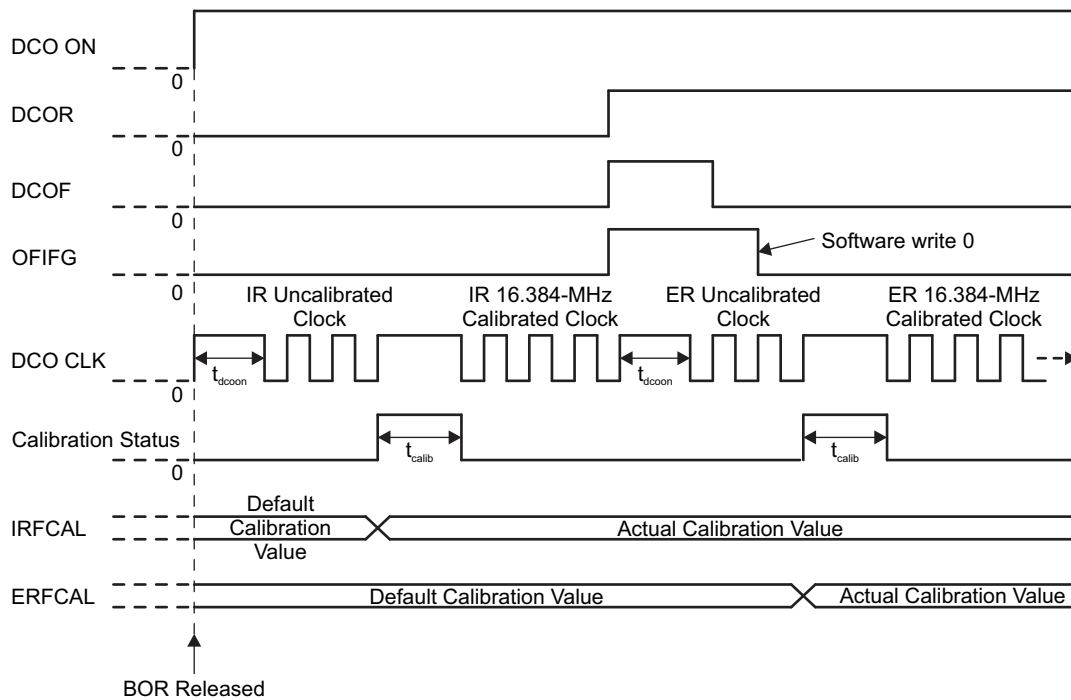 DCO ON
0
DCOR
0
DCOF
0
OFIFG
0
Software write 0
IR Uncalibrated
Clock
IR 16.384-MHz
Calibrated Clock
ER Uncalibrated
Clock
ER 16.384-MHz
Calibrated Clock
DCO CLK
0
tdcoon
tdcoon
Calibration Status
0
tcalib
tcalib
IRFCAL
Default
Calibration
Value
Actual Calibration Value
ERFCAL
Default Calibration Value
Actual Calibration Value
BOR Released